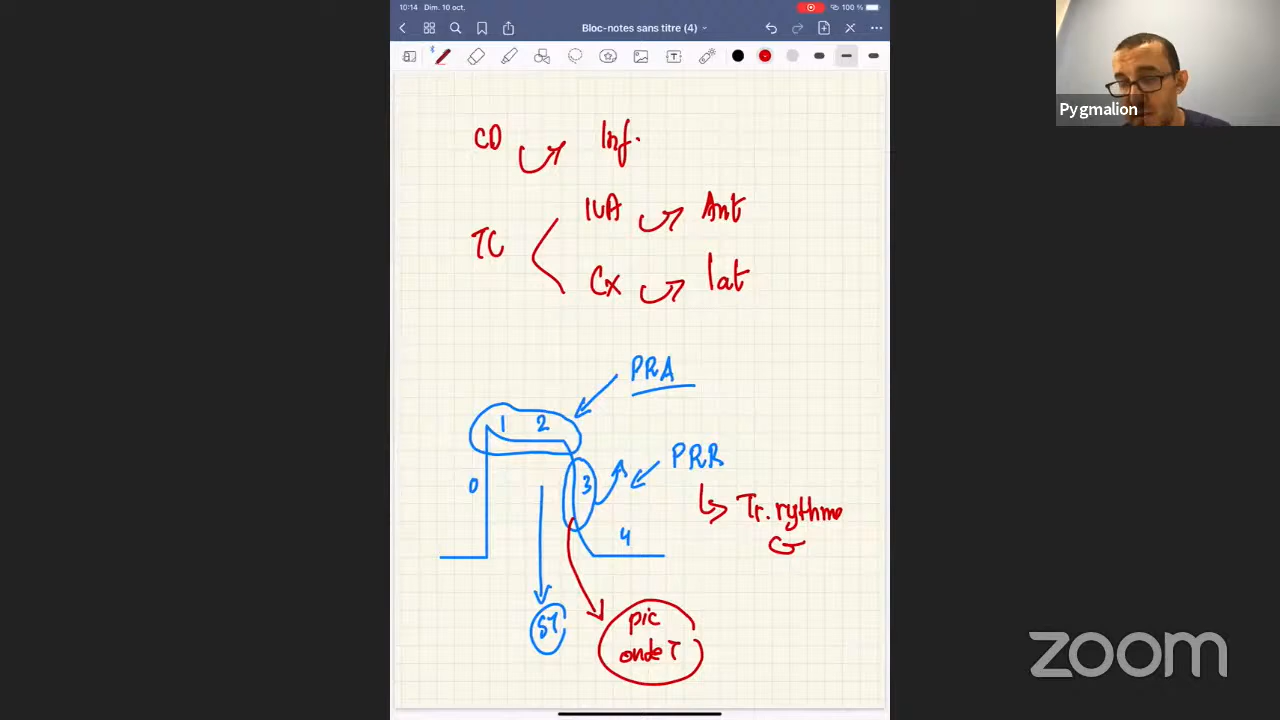 10:14 Dim. 10 oct.
100 %
Bloc-notes sans titre (4)
Pygmalion
CD Inf.
IVA Ant
TC
Cx lat
PRA
1 2
PRR
0 3
Tr. rythme
4
ST
pic
onde T
zoom